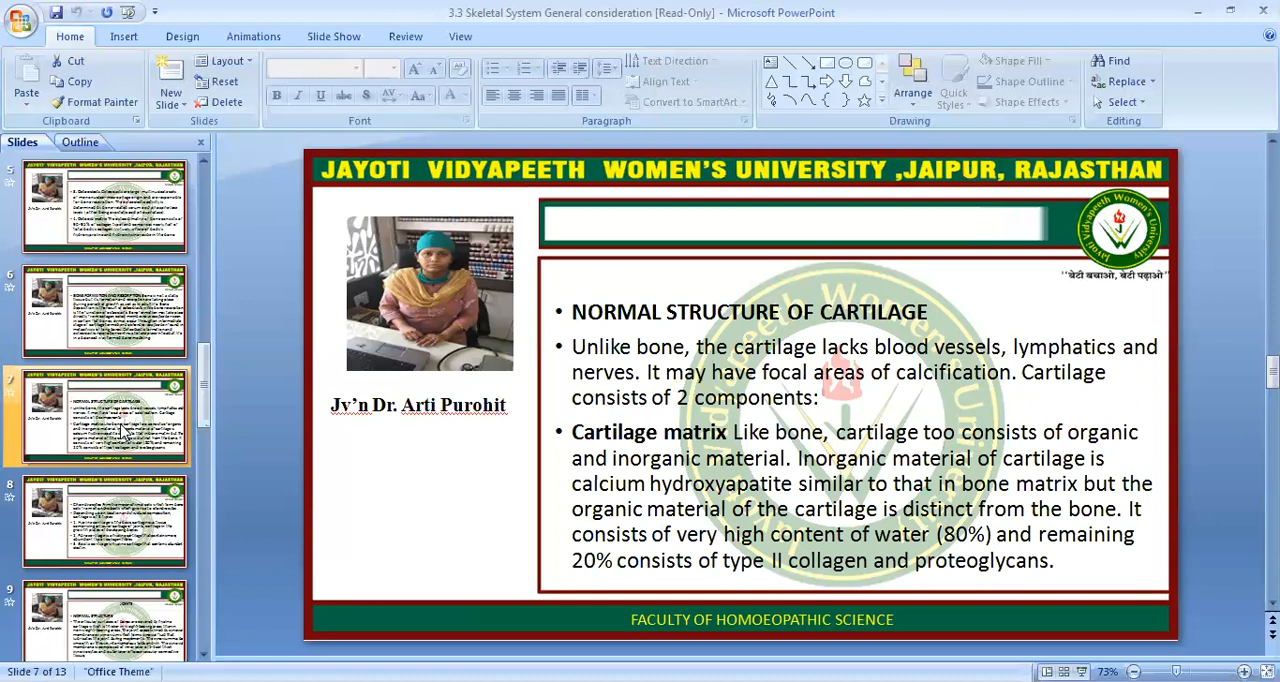 3.3 Skeletal System General consideration [Read-Only] - Microsoft PowerPoint
Home Insert Design Animations Slide Show Review View
Paste
Cut
Copy
Format Painter
Clipboard
New
Slide
Layout
Reset
Delete
Slides
B I U abc S AV Aa A
Font
Text Direction
Align Text
Convert to SmartArt
Paragraph
Arrange
Quick
Styles
Shape Fill
Shape Outline
Shape Effects
Drawing
Find
Replace
Select
Editing
Slides Outline
5
6
7
8
9
JAYOTI VIDYAPEETH WOMEN'S UNIVERSITY ,JAIPUR, RAJASTHAN
"बेटी बचाओ, बेटी पढ़ाओ"
Jv’n Dr. Arti Purohit
• NORMAL STRUCTURE OF CARTILAGE
• Unlike bone, the cartilage lacks blood vessels, lymphatics and
nerves. It may have focal areas of calcification. Cartilage
consists of 2 components:
• Cartilage matrix Like bone, cartilage too consists of organic
and inorganic material. Inorganic material of cartilage is
calcium hydroxyapatite similar to that in bone matrix but the
organic material of the cartilage is distinct from the bone. It
consists of very high content of water (80%) and remaining
20% consists of type II collagen and proteoglycans.
FACULTY OF HOMOEOPATHIC SCIENCE
Slide 7 of 13 "Office Theme" 73%